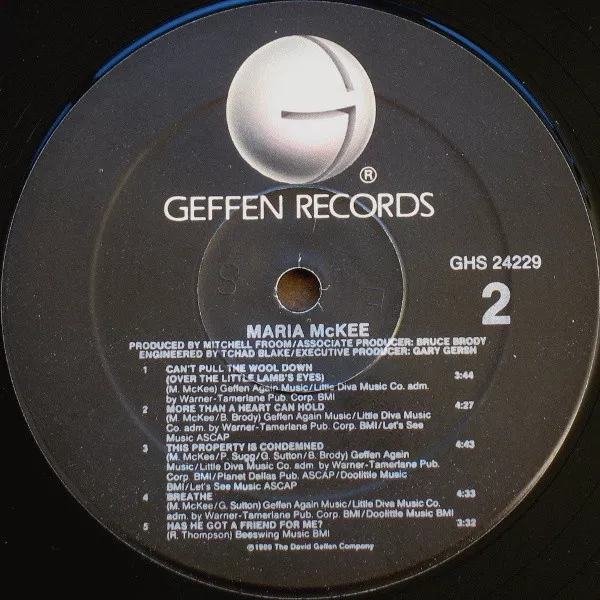 ®
GEFFEN RECORDS
GHS 24229
2
MARIA McKEE
PRODUCED BY MITCHELL FROOM/ASSOCIATE PRODUCER: BRUCE BRODY
ENGINEERED BY TCHAD BLAKE/EXECUTIVE PRODUCER: GARY GERSH
1 CAN'T PULL THE WOOL DOWN
(OVER THE LITTLE LAMB'S EYES) 3:44
(M. McKee) Geffen Again Music/Little Diva Music Co. adm.
by Warner-Tamerlane Pub. Corp. BMI
2 MORE THAN A HEART CAN HOLD 4:27
(M. McKee/B. Brody) Geffen Again Music/Little Diva Music
Co. adm. by Warner-Tamerlane Pub. Corp. BMI/Let's See
Music ASCAP
3 THIS PROPERTY IS CONDEMNED 4:43
(M. McKee/P. Sugg/G. Sutton/B. Brody) Geffen Again
Music/Little Diva Music Co. adm. by Warner-Tamerlane Pub.
Corp. BMI/Planet Dallas Pub. ASCAP/Doolittle Music
BMI/Let's See Music ASCAP
4 BREATHE 4:33
(M. McKee/G. Sutton) Geffen Again Music/Little Diva Music Co.
adm. by Warner-Tamerlane Pub. Corp. BMI/Doolittle Music BMI
5 HAS HE GOT A FRIEND FOR ME? 3:32
(R. Thompson) Beeswing Music BMI
℗1989 The David Geffen Company